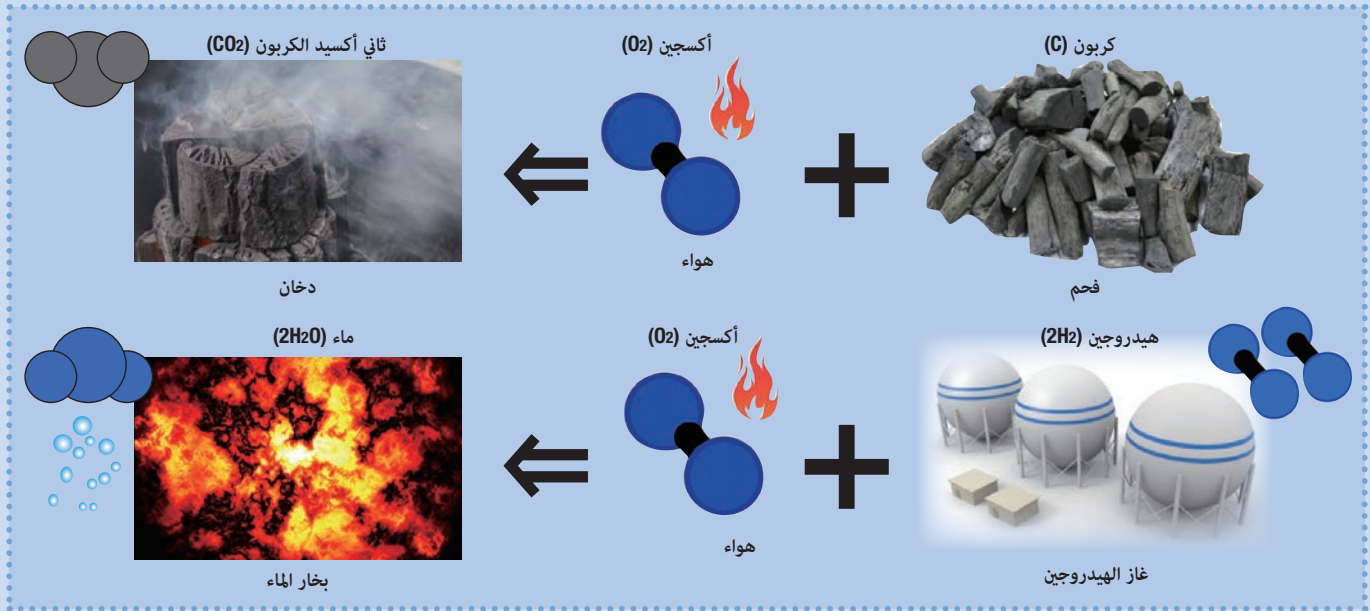 كربون (C)
أكسجين (O2)
ثاني أكسيد الكربون (CO2)
فحم
هواء
دخان
هيدروجين (2H2)
أكسجين (O2)
ماء (2H2O)
غاز الهيدروجين
هواء
بخار الماء